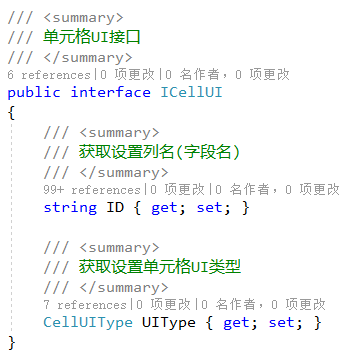 /// <summary>
/// 单元格UI接口
/// </summary>
6 references|0 项更改|0 名作者，0 项更改
public interface ICellUI
{
/// <summary>
/// 获取设置列名(字段名)
/// </summary>
99+ references|0 项更改|0 名作者，0 项更改
string ID { get; set; }
/// <summary>
/// 获取设置单元格UI类型
/// </summary>
7 references|0 项更改|0 名作者，0 项更改
CellUIType UIType { get; set; }
}